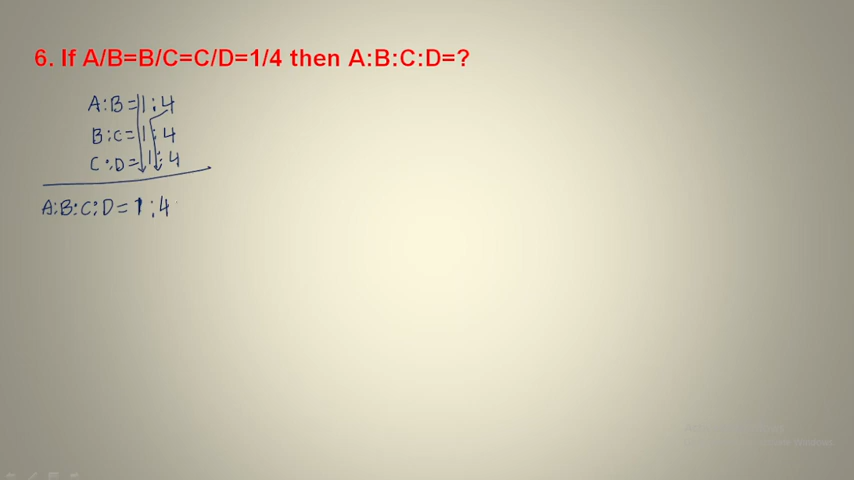 6. If A/B=B/C=C/D=1/4 then A:B:C:D=?
A:B=1:4
B:C=1:4
C:D=1:4
A:B:C:D=1:4